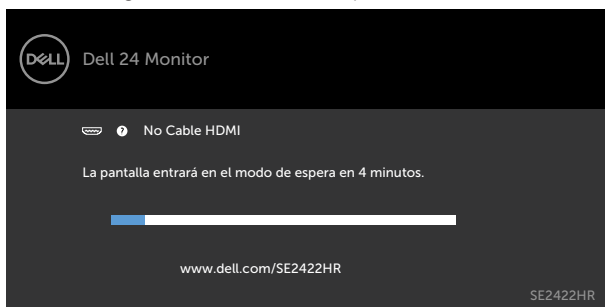 DELL Dell 24 Monitor
? No Cable HDMI
La pantalla entrará en el modo de espera en 4 minutos.
www.dell.com/SE2422HR
SE2422HR